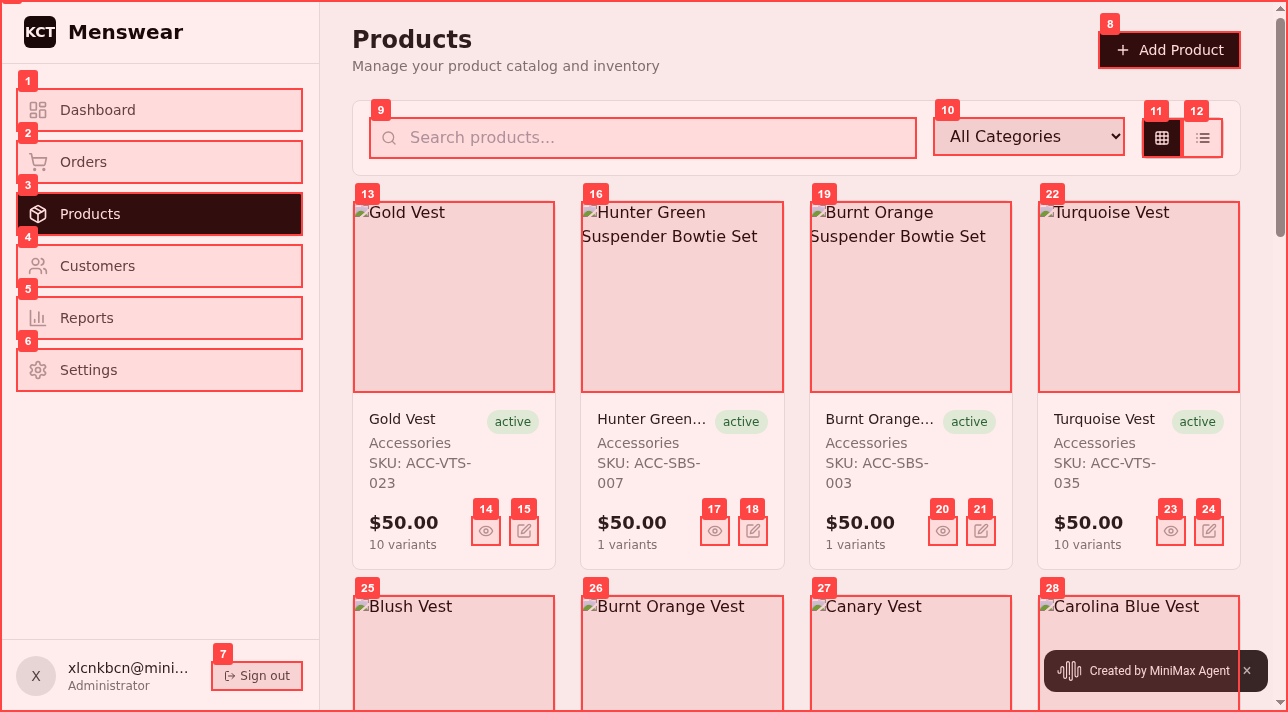 KCT Menswear
1
Dashboard
2
Orders
3
Products
4
Customers
5
Reports
6
Settings
7
X
xlcnkbcn@mini...
Administrator
Sign out
Products
Manage your product catalog and inventory
8
Add Product
9
Search products...
10
All Categories
11
12
13
Gold Vest
16
Hunter Green
Suspender Bowtie Set
19
Burnt Orange
Suspender Bowtie Set
22
Turquoise Vest
Gold Vest
active
Accessories
SKU: ACC-VTS-
023
$50.00
10 variants
14
15
Hunter Green...
active
Accessories
SKU: ACC-SBS-
007
$50.00
1 variants
17
18
Burnt Orange...
active
Accessories
SKU: ACC-SBS-
003
$50.00
1 variants
20
21
Turquoise Vest
active
Accessories
SKU: ACC-VTS-
035
$50.00
10 variants
23
24
25
Blush Vest
26
Burnt Orange Vest
27
Canary Vest
28
Carolina Blue Vest
Created by MiniMax Agent